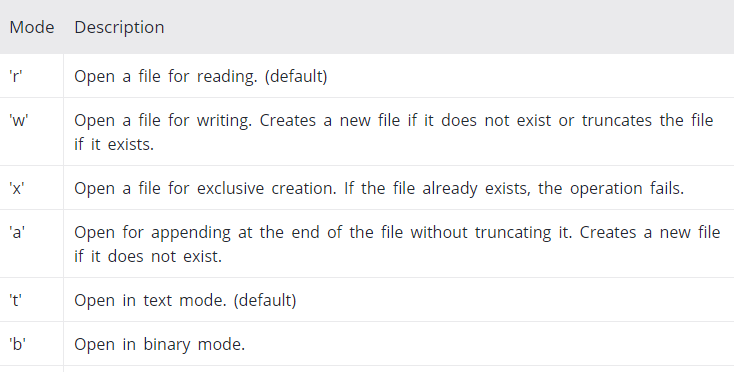 Mode Description
'r' Open a file for reading. (default)
'w' Open a file for writing. Creates a new file if it does not exist or truncates the file
if it exists.
'x' Open a file for exclusive creation. If the file already exists, the operation fails.
'a' Open for appending at the end of the file without truncating it. Creates a new file
if it does not exist.
't' Open in text mode. (default)
'b' Open in binary mode.